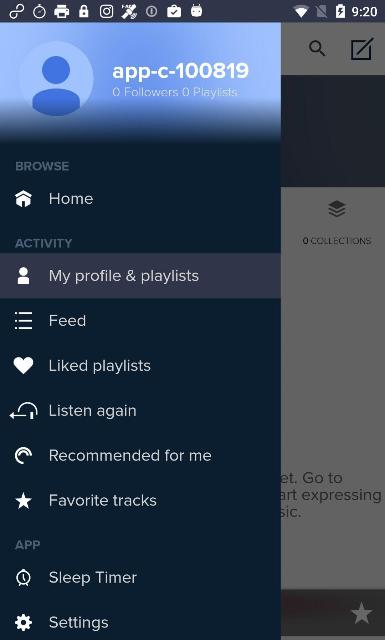 9:20
app-c-100819
0 Followers 0 Playlists
BROWSE
Home
ACTIVITY
0 COLLECTIONS
My profile & playlists
Feed
Liked playlists
Listen again
Recommended for me
et. Go to
art expressing
sic.
Favorite tracks
APP
Sleep Timer
Settings